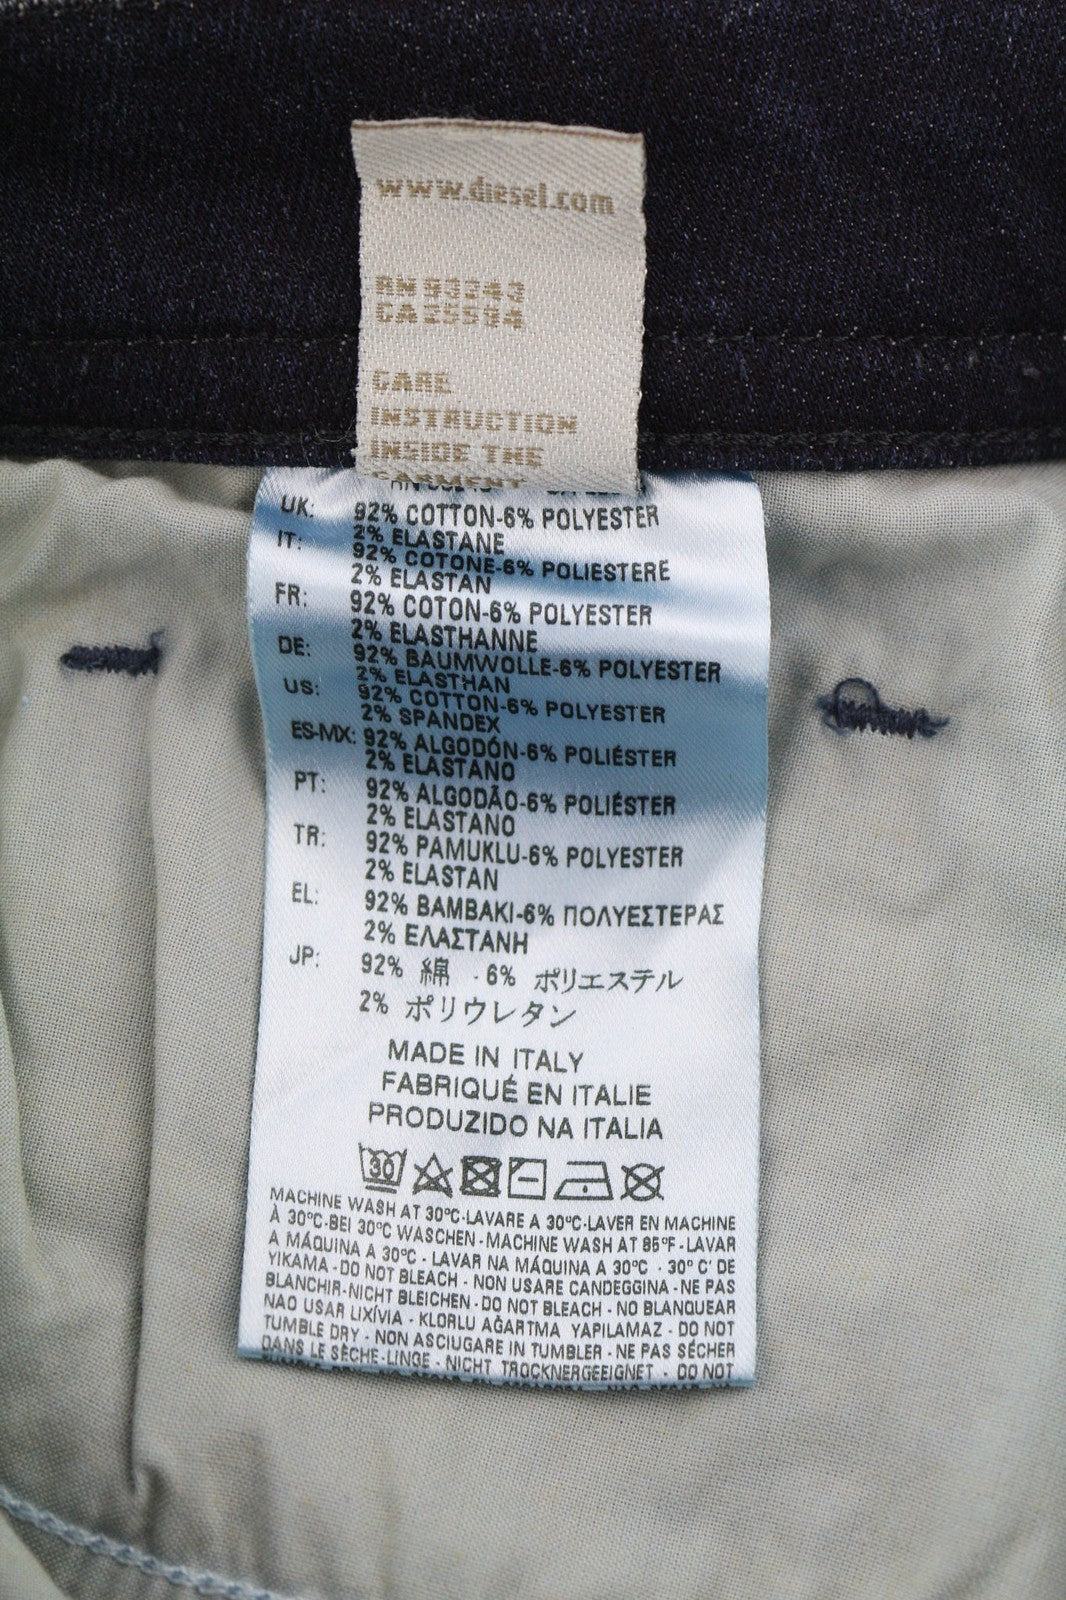 www.diesel.com
RN 93243
CA 25594
CARE
INSTRUCTION
INSIDE THE
GARMENT
UK: 92% COTTON-6% POLYESTER
2% ELASTANE
IT: 92% COTONE-6% POLIESTERE
2% ELASTAN
FR: 92% COTON-6% POLYESTER
2% ELASTHANNE
DE: 92% BAUMWOLLE-6% POLYESTER
2% ELASTHAN
US: 92% COTTON-6% POLYESTER
2% SPANDEX
ES-MX: 92% ALGODÓN-6% POLIÉSTER
2% ELASTANO
PT: 92% ALGODÃO-6% POLIÉSTER
2% ELASTANO
TR: 92% PAMUKLU-6% POLYESTER
2% ELASTAN
EL: 92% ΒΑΜΒΑΚΙ-6% ΠΟΛΥΕΣΤΕΡΑΣ
2% ΕΛΑΣΤΑΝΗ
JP: 92% 綿 · 6% ポリエステル
2% ポリウレタン
MADE IN ITALY
FABRIQUÉ EN ITALIE
PRODUZIDO NA ITALIA
30
MACHINE WASH AT 30°C-LAVARE A 30°C-LAVER EN MACHINE
À 30°C-BEI 30°C WASCHEN - MACHINE WASH AT 85°F - LAVAR
A MÁQUINA A 30°C - LAVAR NA MÁQUINA A 30°C - 30° C' DE
YIKAMA - DO NOT BLEACH - NON USARE CANDEGGINA - NE PAS
BLANCHIR-NICHT BLEICHEN - DO NOT BLEACH - NO BLANQUEAR
NAO USAR LIXÍVIA - KLORLU AĞARTMA YAPILAMAZ - DO NOT
TUMBLE DRY - NON ASCIUGARE IN TUMBLER - NE PAS SÉCHER
DANS LE SÈCHE-LINGE - NICHT TROCKNERGEEIGNET - DO NOT